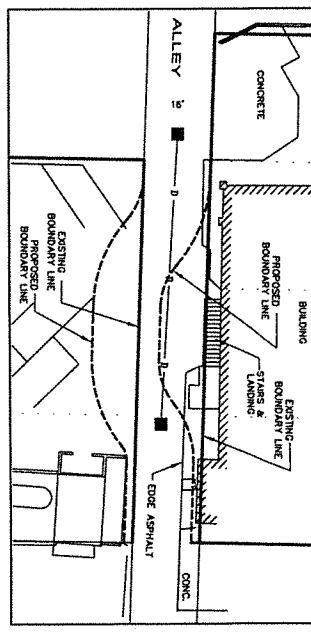 ALLEY
16'
CONCRETE
BUILDING
PROPOSED
BOUNDARY LINE
EXISTING
BOUNDARY LINE
STAIRS &
LANDING
D
D
EXISTING
BOUNDARY LINE
PROPOSED
BOUNDARY LINE
EDGE ASPHALT
CONC.